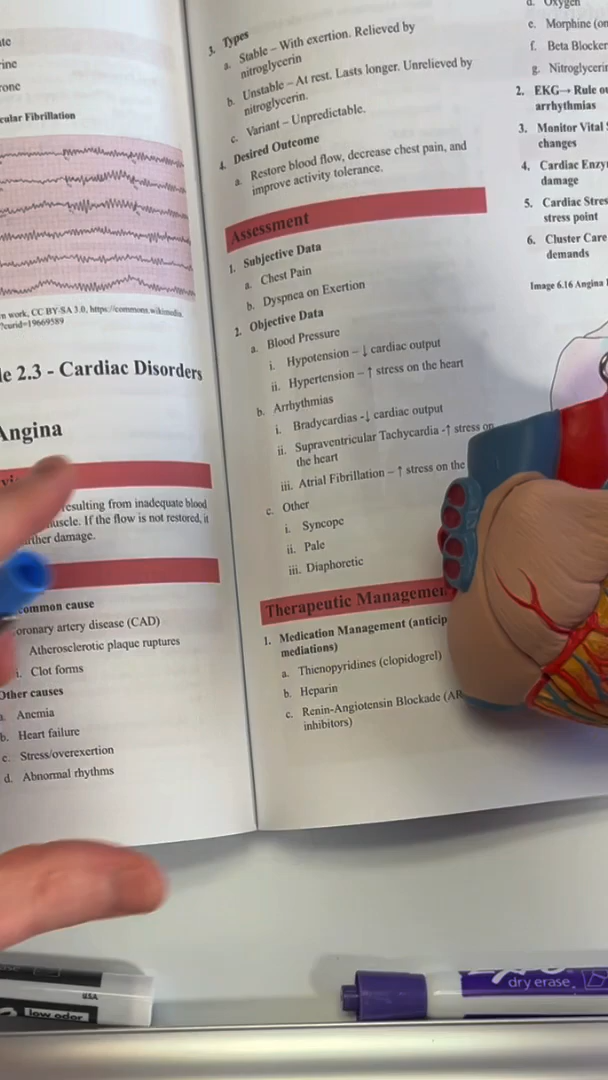 cular Fibrillation
n work, CC BY-SA 3.0, https://commons.wikimedia.
?curid=19669589
le 2.3 - Cardiac Disorders
Angina
resulting from inadequate blood
uscle. If the flow is not restored, it
rther damage.
ommon cause
oronary artery disease (CAD)
Atherosclerotic plaque ruptures
i. Clot forms
Other causes
a. Anemia
b. Heart failure
c. Stress/overexertion
d. Abnormal rhythms
3. Types
a. Stable – With exertion. Relieved by
nitroglycerin
b. Unstable – At rest. Lasts longer. Unrelieved by
nitroglycerin.
c. Variant – Unpredictable.
4. Desired Outcome
a. Restore blood flow, decrease chest pain, and
improve activity tolerance.
Assessment
1. Subjective Data
a. Chest Pain
b. Dyspnea on Exertion
2. Objective Data
a. Blood Pressure
i. Hypotension – ↓ cardiac output
ii. Hypertension – ↑ stress on the heart
b. Arrhythmias
i. Bradycardias -↓ cardiac output
ii. Supraventricular Tachycardia -↑ stress on
the heart
iii. Atrial Fibrillation – ↑ stress on the
c. Other
i. Syncope
ii. Pale
iii. Diaphoretic
Therapeutic Managemen
1. Medication Management (anticip
mediations)
a. Thienopyridines (clopidogrel)
b. Heparin
c. Renin-Angiotensin Blockade (AR
inhibitors)
d. Oxygen
e. Morphine (or
f. Beta Blocker
g. Nitroglycerin
2. EKG→ Rule ou
arrhythmias
3. Monitor Vital S
changes
4. Cardiac Enzy
damage
5. Cardiac Stres
stress point
6. Cluster Care
demands
Image 6.16 Angina
USA
low odor
dry erase